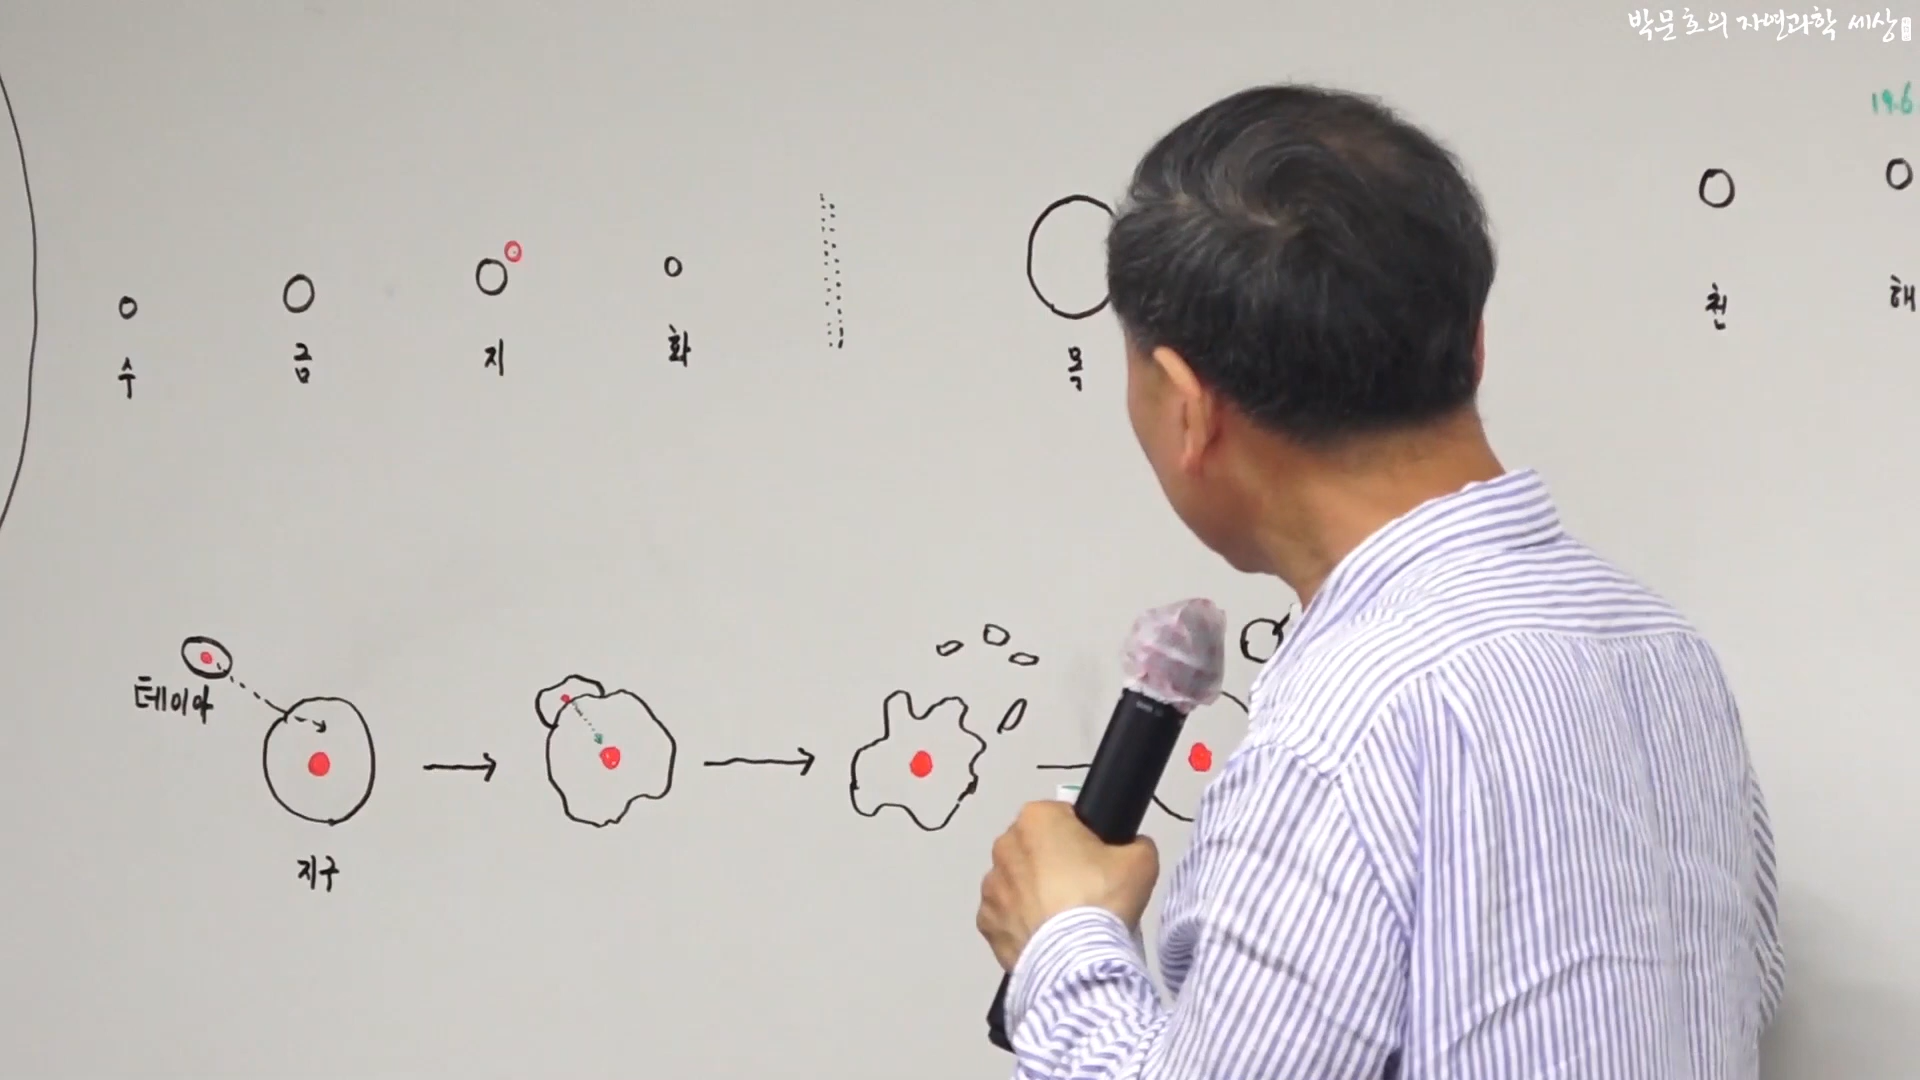 박문호의 자연과학 세상
19.6
수 금 지 화 목 천 해
테이아
지구